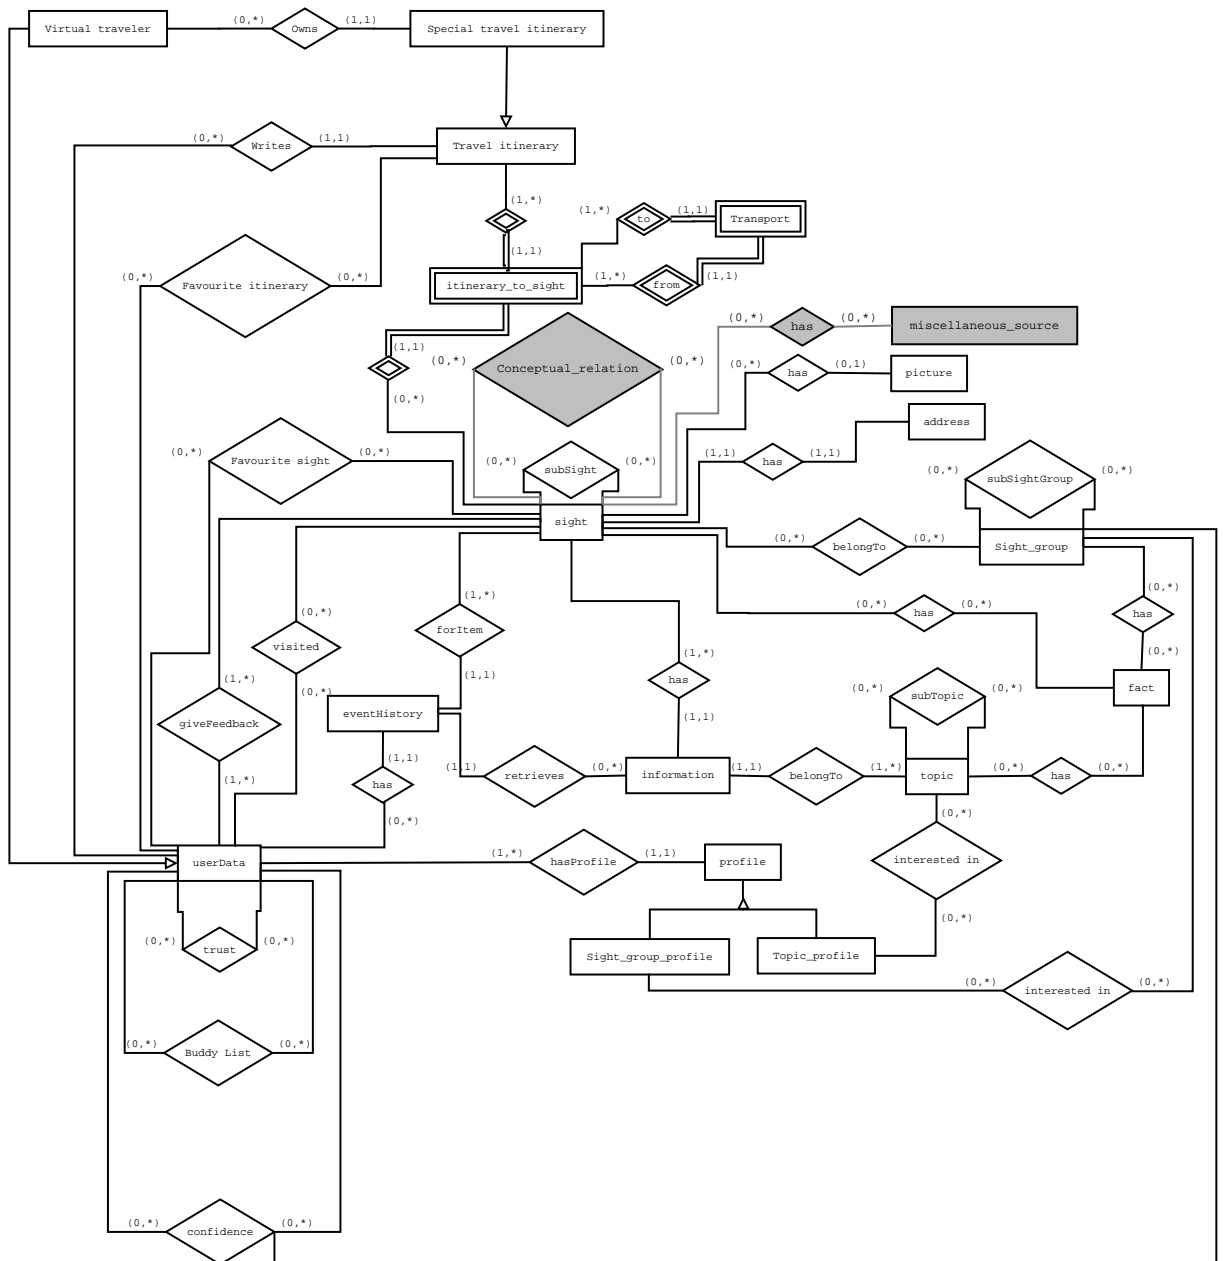 Virtual traveler (0,*) Owns (1,1) Special travel itinerary
(0,*) Writes (1,1) Travel itinerary
(1,*) (1,*) to (1,1) Transport
(1,1)
(0,*) Favourite itinerary (0,*) itinerary_to_sight (1,*) from (1,1)
(0,*) has (0,*) miscellaneous_source
(1,1) (0,*) Conceptual_relation (0,*)
(0,*) has (0,1) picture
(0,*)
address
(0,*) Favourite sight (0,*) (0,*) subSight (0,*) (1,1) has (1,1)
(0,*) subSightGroup (0,*)
sight
(0,*) belongTo (0,*) Sight_group
(1,*) (0,*) has (0,*) (0,*)
has
(0,*)
(0,*)
visited forItem
(0,*)
(1,*) (1,1) (1,*)
has
(1,1)
(0,*) subTopic (0,*) fact
giveFeedback eventHistory
(1,*) (1,1) (1,1) retrieves (0,*) information (1,1) belongTo (1,*) topic (0,*) has (0,*)
has
(0,*) (0,*)
userData (1,*) hasProfile (1,1) profile interested in
(0,*)
(0,*) trust (0,*) Sight_group_profile Topic_profile
(0,*) interested in (0,*)
(0,*) Buddy List (0,*)
(0,*) confidence (0,*)